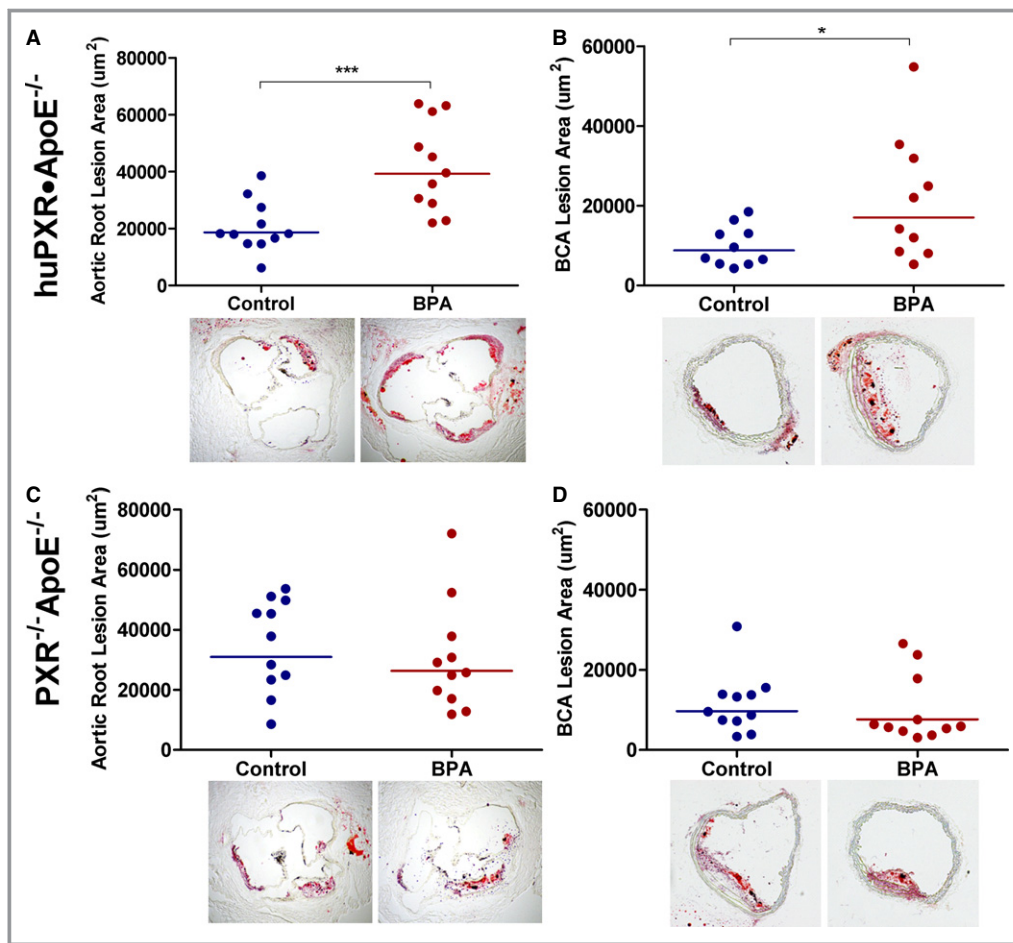 huPXR●ApoE-/-
A
Aortic Root Lesion Area (um2)
80000
60000
40000
20000
0
***
Control BPA
B
BCA Lesion Area (um2)
60000
40000
20000
0
*
Control BPA
PXR-/-ApoE-/-
C
Aortic Root Lesion Area (um2)
80000
60000
40000
20000
0
Control BPA
D
BCA Lesion Area (um2)
60000
40000
20000
0
Control BPA